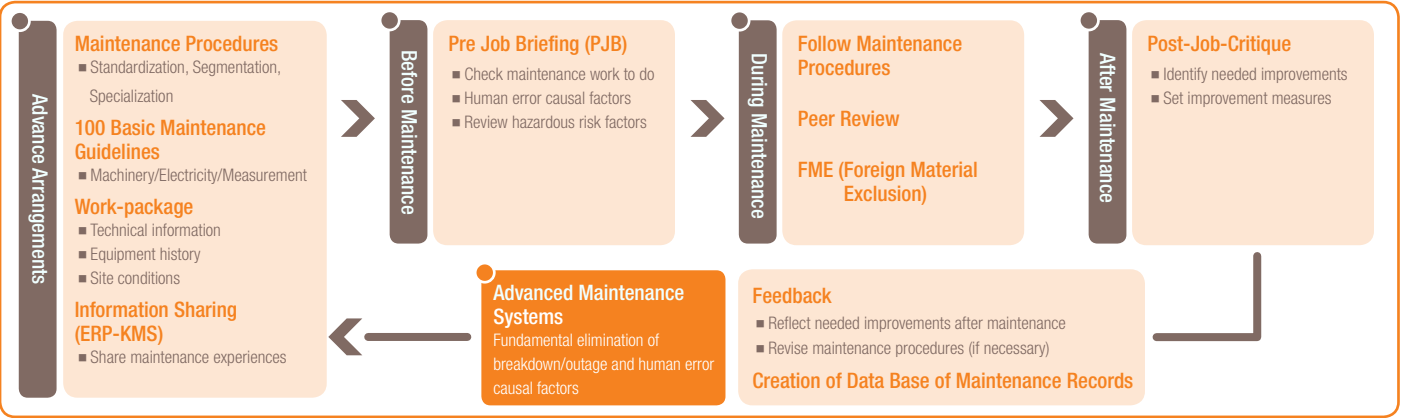 Advance Arrangements
Maintenance Procedures
■ Standardization, Segmentation,
Specialization
100 Basic Maintenance
Guidelines
■ Machinery/Electricity/Measurement
Work-package
■ Technical information
■ Equipment history
■ Site conditions
Information Sharing
(ERP-KMS)
■ Share maintenance experiences
Before Maintenance
Pre Job Briefing (PJB)
■ Check maintenance work to do
■ Human error causal factors
■ Review hazardous risk factors
During Maintenance
Follow Maintenance
Procedures
Peer Review
FME (Foreign Material
Exclusion)
After Maintenance
Post-Job-Critique
■ Identify needed improvements
■ Set improvement measures
Feedback
■ Reflect needed improvements after maintenance
■ Revise maintenance procedures (if necessary)
Creation of Data Base of Maintenance Records
Advanced Maintenance
Systems
Fundamental elimination of
breakdown/outage and human error
causal factors